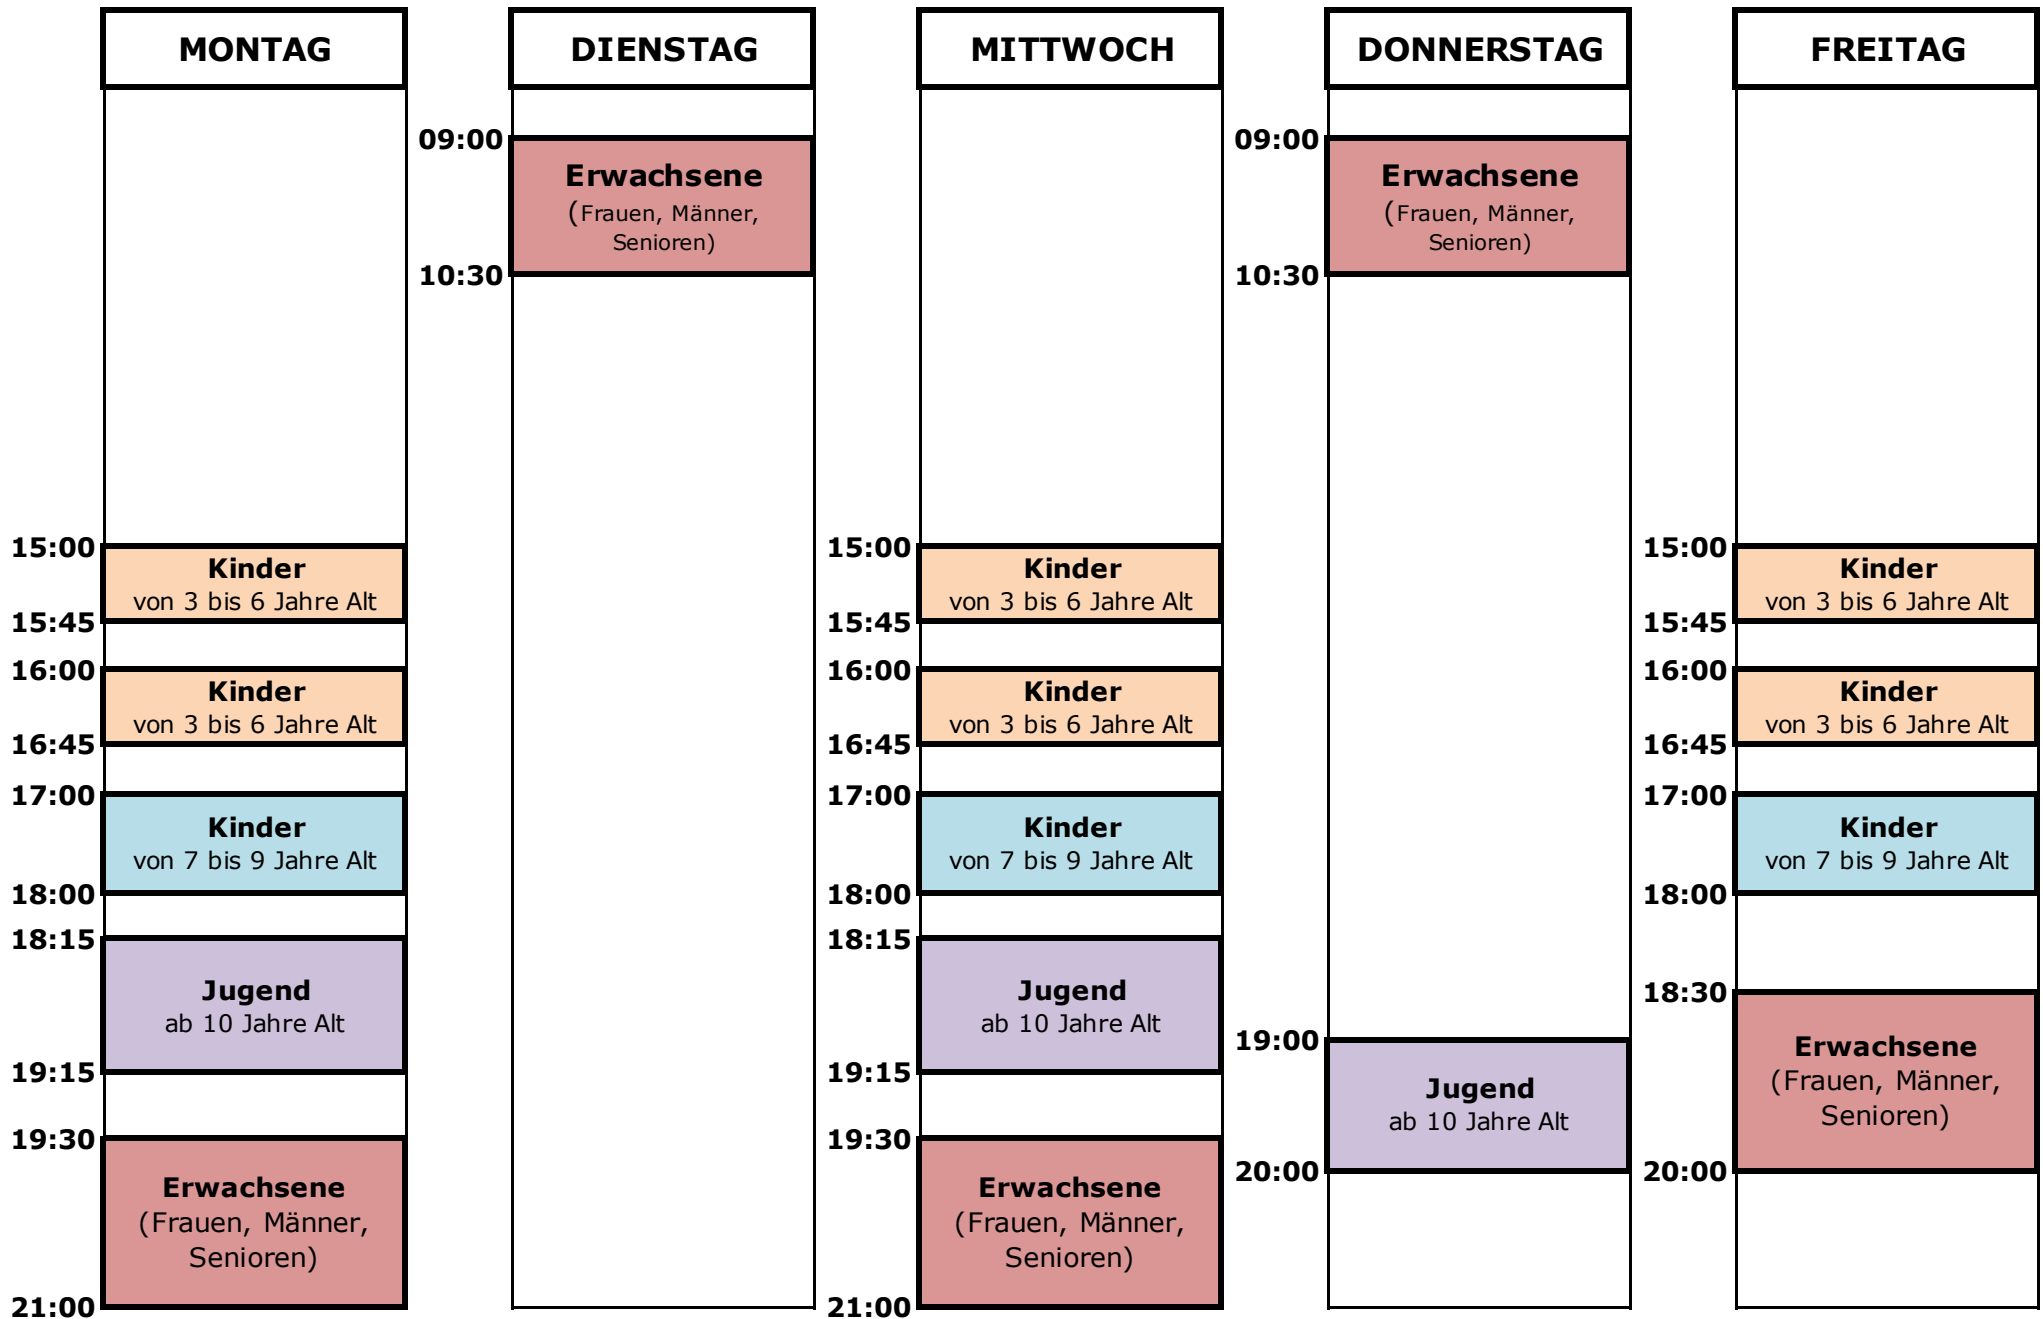 MONTAG
15:00
Kinder
von 3 bis 6 Jahre Alt
15:45
16:00
Kinder
von 3 bis 6 Jahre Alt
16:45
17:00
Kinder
von 7 bis 9 Jahre Alt
18:00
18:15
Jugend
ab 10 Jahre Alt
19:15
19:30
Erwachsene
(Frauen, Männer,
Senioren)
21:00
DIENSTAG
09:00
Erwachsene
(Frauen, Männer,
Senioren)
10:30
MITTWOCH
15:00
Kinder
von 3 bis 6 Jahre Alt
15:45
16:00
Kinder
von 3 bis 6 Jahre Alt
16:45
17:00
Kinder
von 7 bis 9 Jahre Alt
18:00
18:15
Jugend
ab 10 Jahre Alt
19:15
19:30
Erwachsene
(Frauen, Männer,
Senioren)
21:00
DONNERSTAG
09:00
Erwachsene
(Frauen, Männer,
Senioren)
10:30
19:00
Jugend
ab 10 Jahre Alt
20:00
FREITAG
15:00
Kinder
von 3 bis 6 Jahre Alt
15:45
16:00
Kinder
von 3 bis 6 Jahre Alt
16:45
17:00
Kinder
von 7 bis 9 Jahre Alt
18:00
18:30
Erwachsene
(Frauen, Männer,
Senioren)
20:00